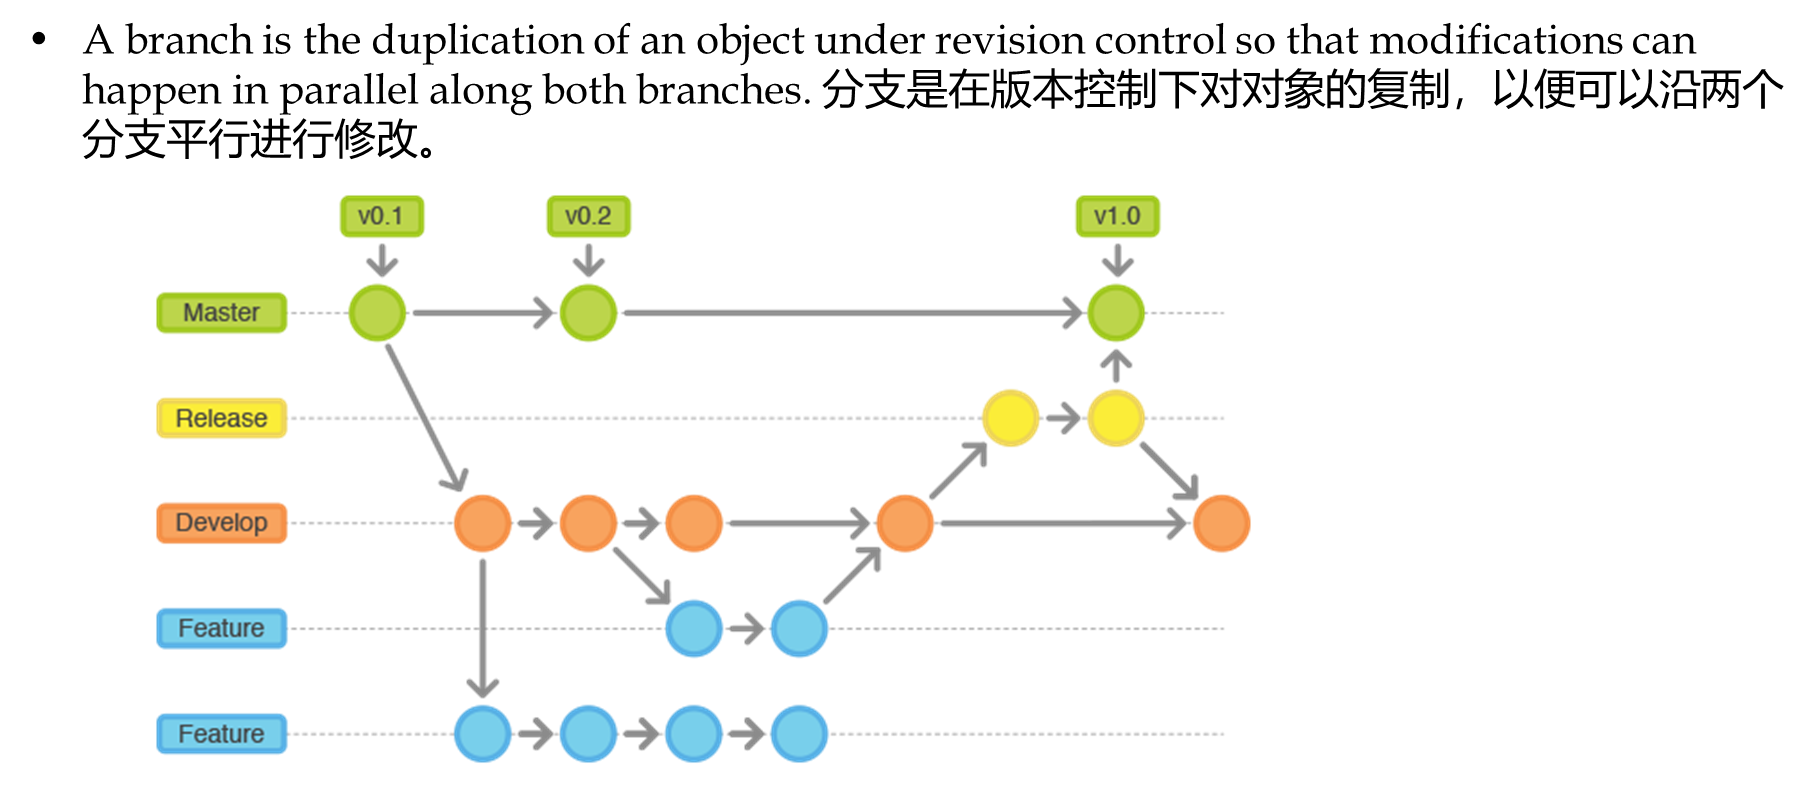 • A branch is the duplication of an object under revision control so that modifications can
happen in parallel along both branches. 分支是在版本控制下对对象的复制，以便可以沿两个
分支平行进行修改。
v0.1 v0.2 v1.0
Master
Release
Develop
Feature
Feature